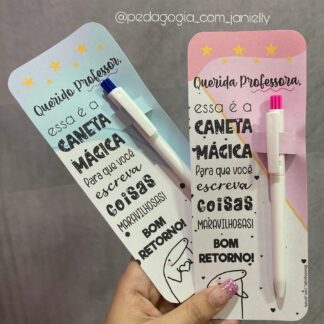 @pedagogia_com_janielly
Querido Professor,
essa é a
CANETA
MÁGICA
Para que você
escreva
COISAS
MARAVILHOSAS!
BOM
RETORNO!
Querida Professora,
essa é a
CANETA
MÁGICA
Para que você
escreva
COISAS
MARAVILHOSAS!
BOM
RETORNO!